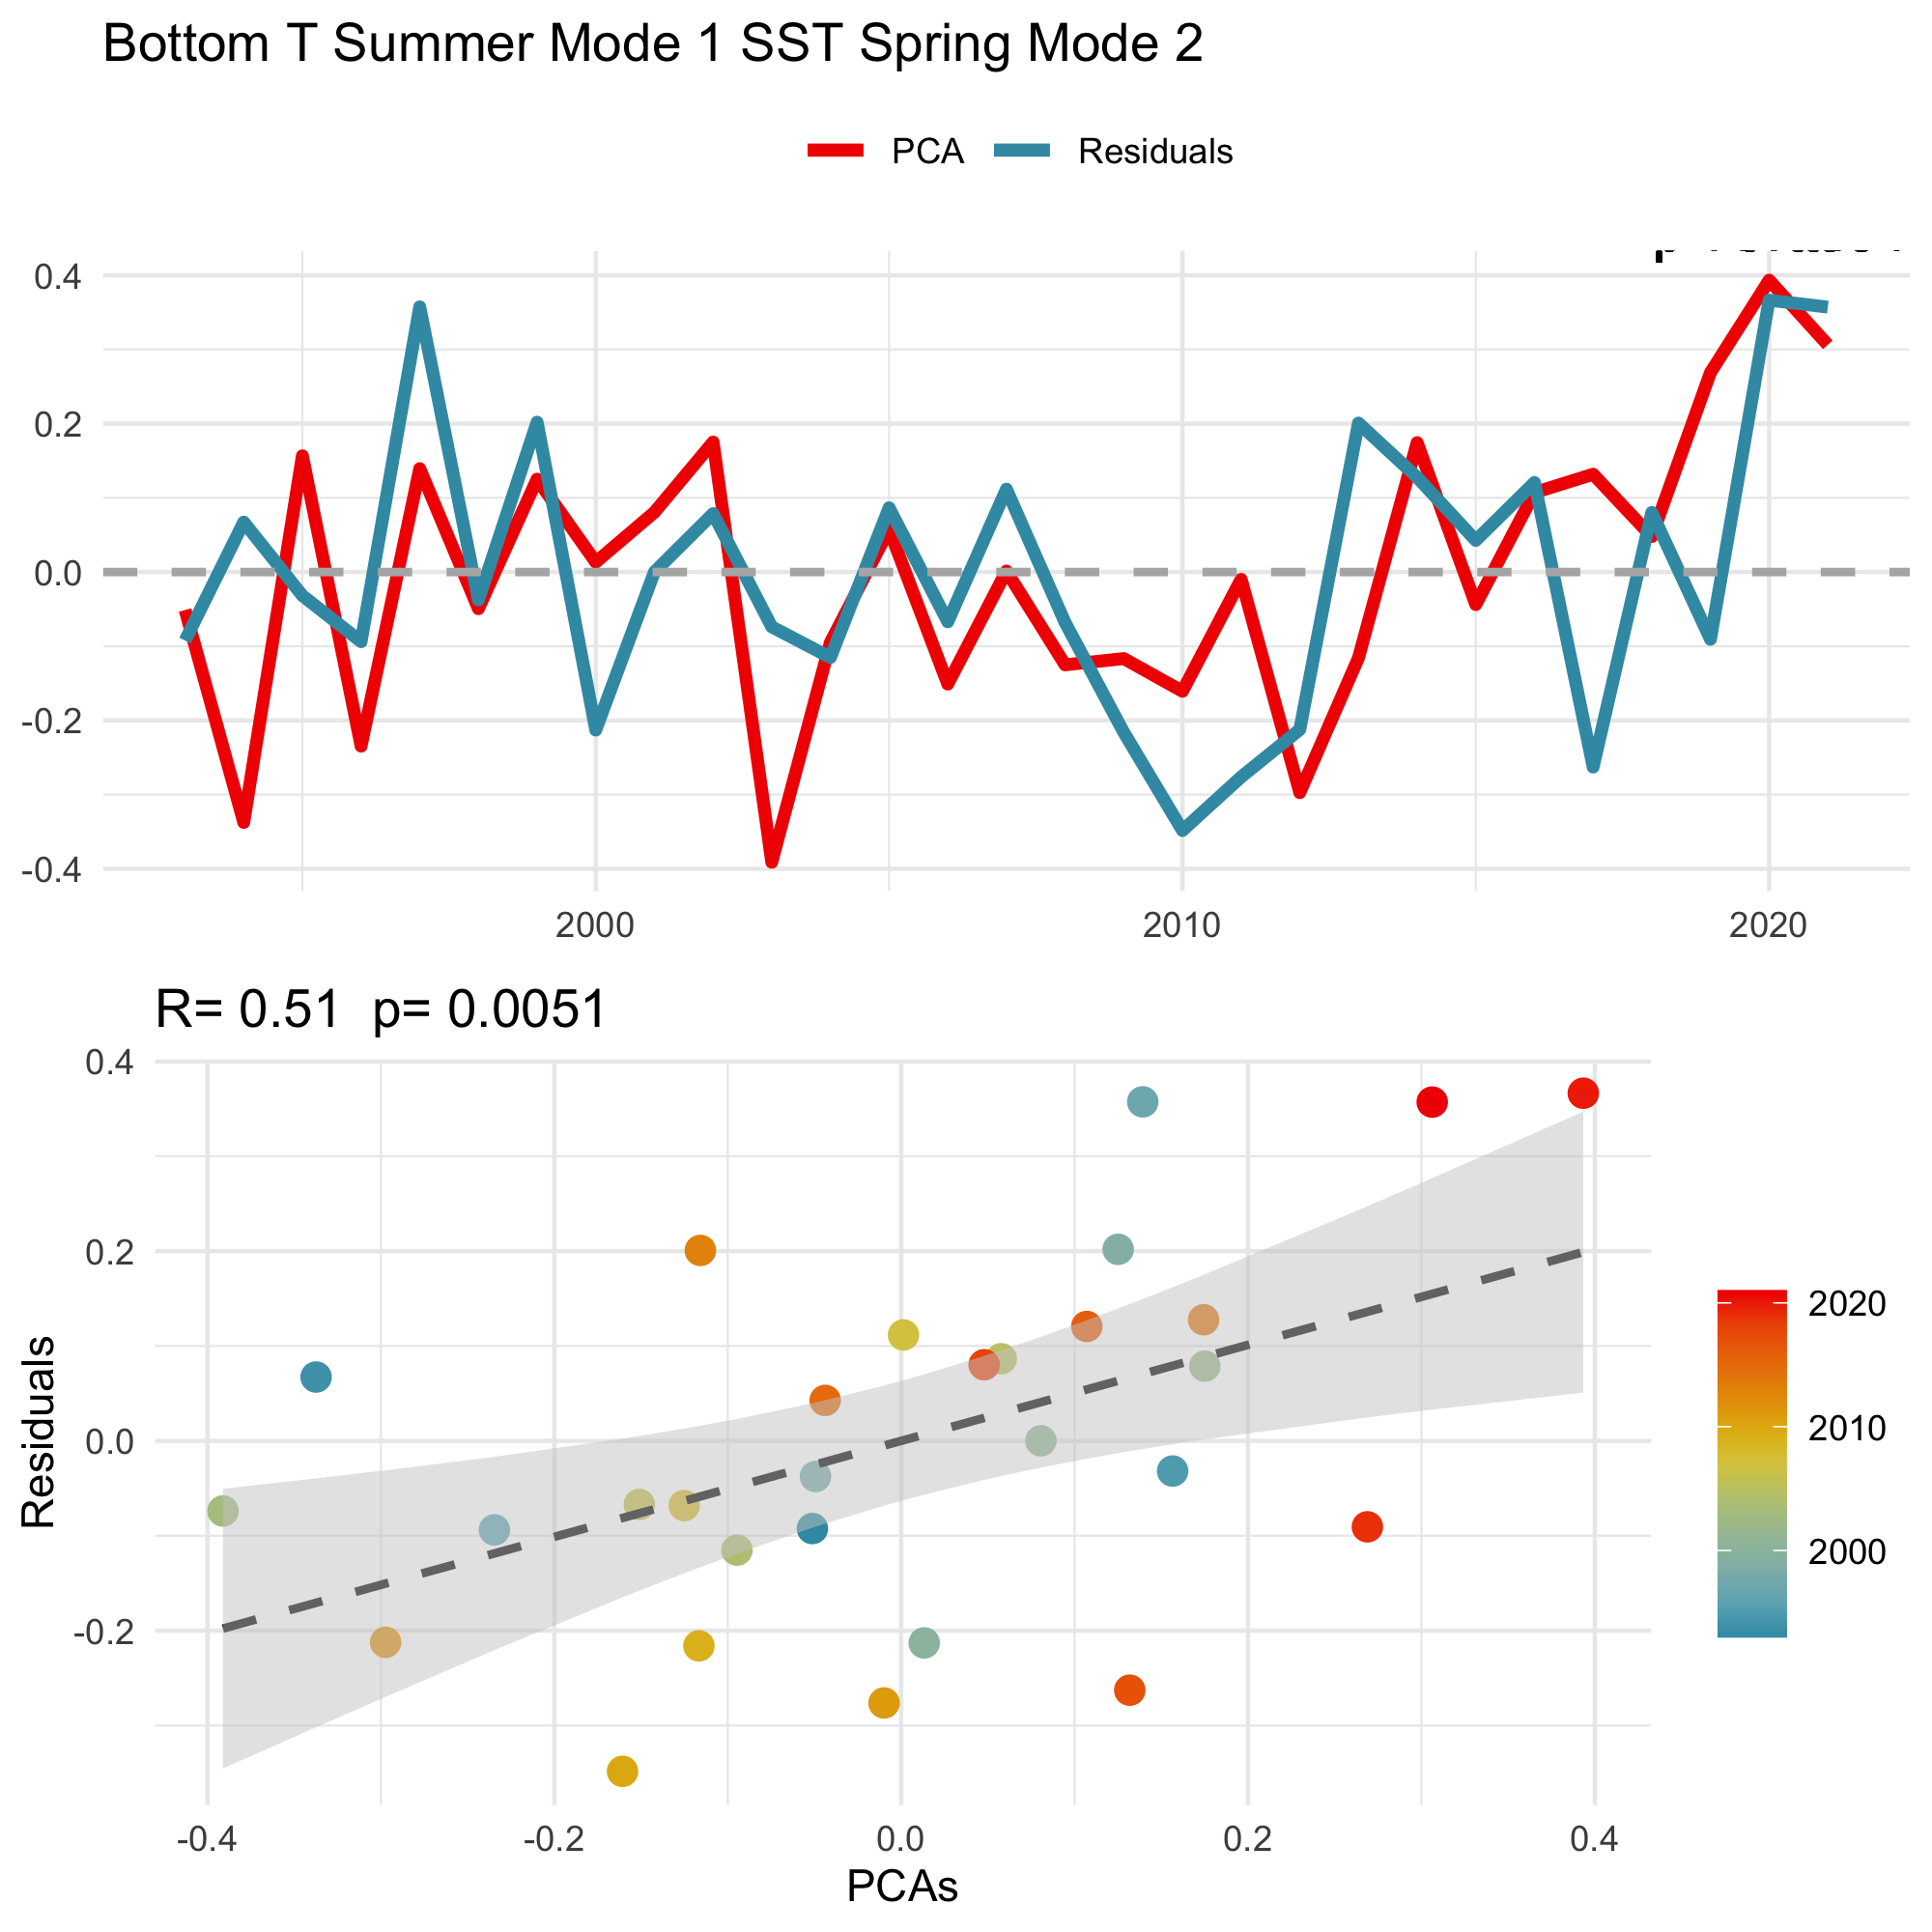 Bottom T Summer Mode 1 SST Spring Mode 2
PCA Residuals
0.4
0.2
0.0
-0.2
-0.4
2000 2010 2020
R= 0.51 p= 0.0051
0.4
0.2
0.0
-0.2
Residuals
-0.4 -0.2 0.0 0.2 0.4
PCAs
2020
2010
2000